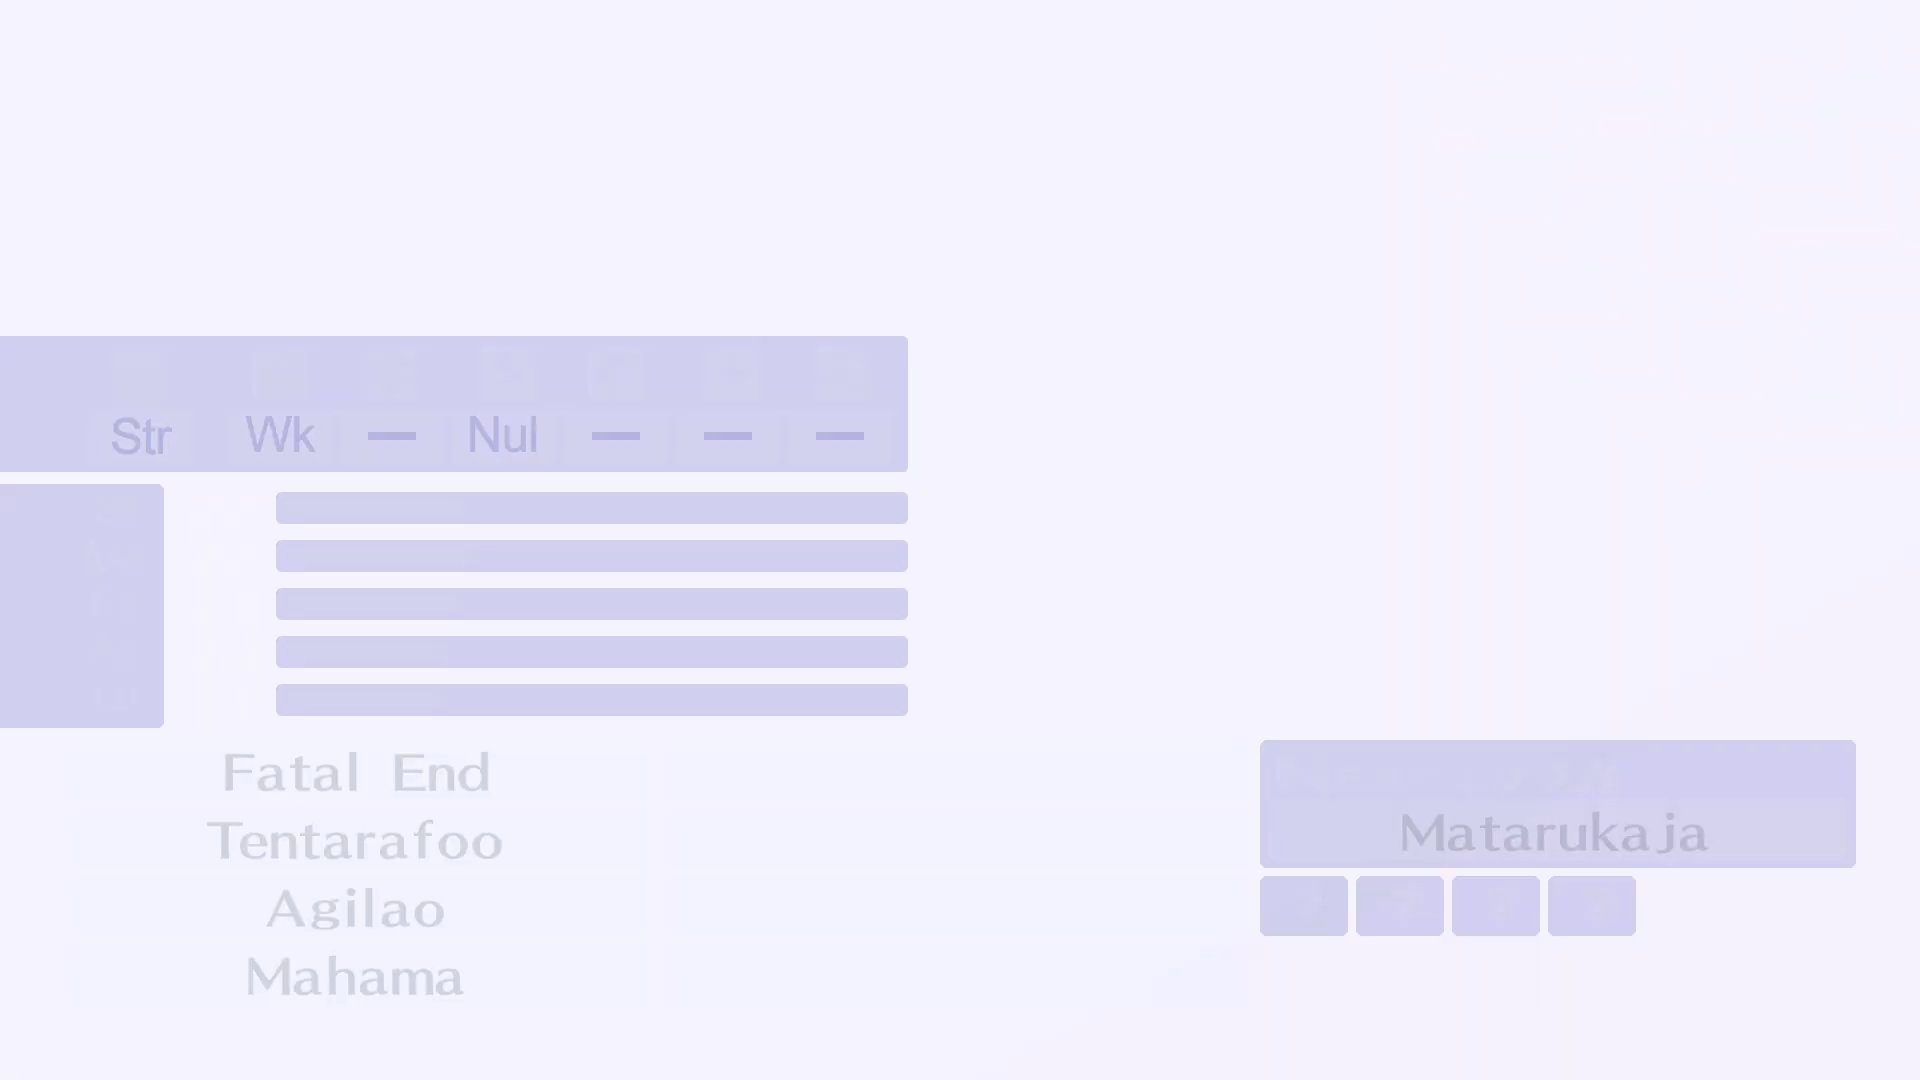 Str Wk — Nul — — —
Fatal End
Tentarafoo
Agilao
Mahama
Matarukaja